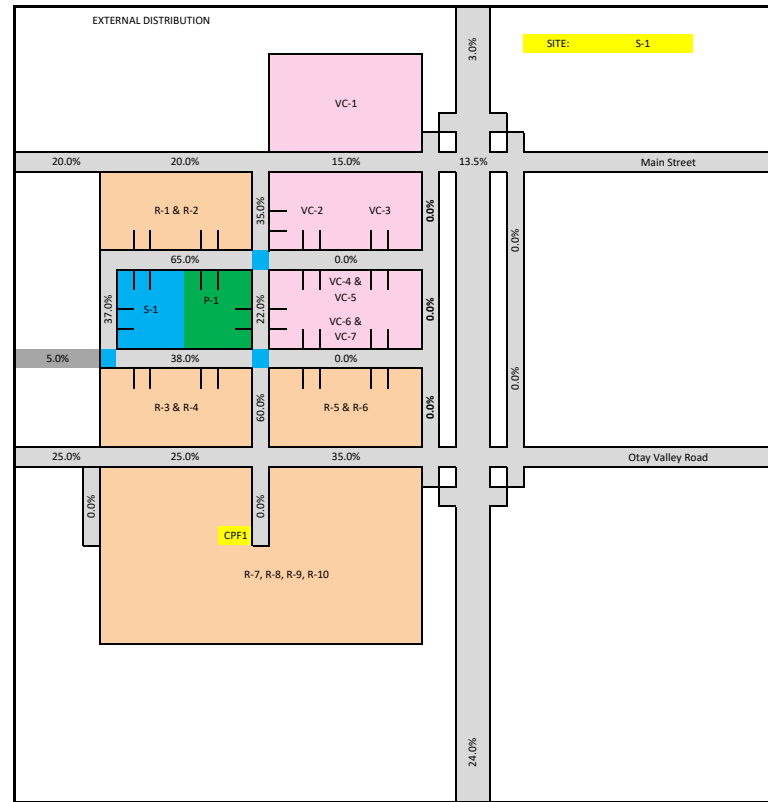 EXTERNAL DISTRIBUTION
3.0%
SITE: S-1
VC-1
20.0% 20.0% 15.0% 13.5% Main Street
R-1 & R-2
35.0%
VC-2 VC-3
0.0%
0.0%
65.0% 0.0%
37.0%
S-1
P-1
22.0%
VC-4 &
VC-5
VC-6 &
VC-7
0.0%
5.0% 38.0% 0.0%
0.0%
R-3 & R-4
60.0%
R-5 & R-6
0.0%
25.0% 25.0% 35.0% Otay Valley Road
0.0%
0.0%
CPF1
R-7, R-8, R-9, R-10
24.0%